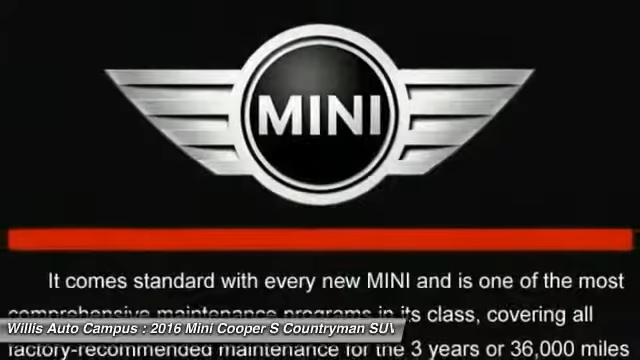 MINI
It comes standard with every new MINI and is one of the most
comprehensive maintenance programs in its class, covering all
Willis Auto Campus : 2016 Mini Cooper S Countryman SUV
factory-recommended maintenance for the 3 years or 36,000 miles